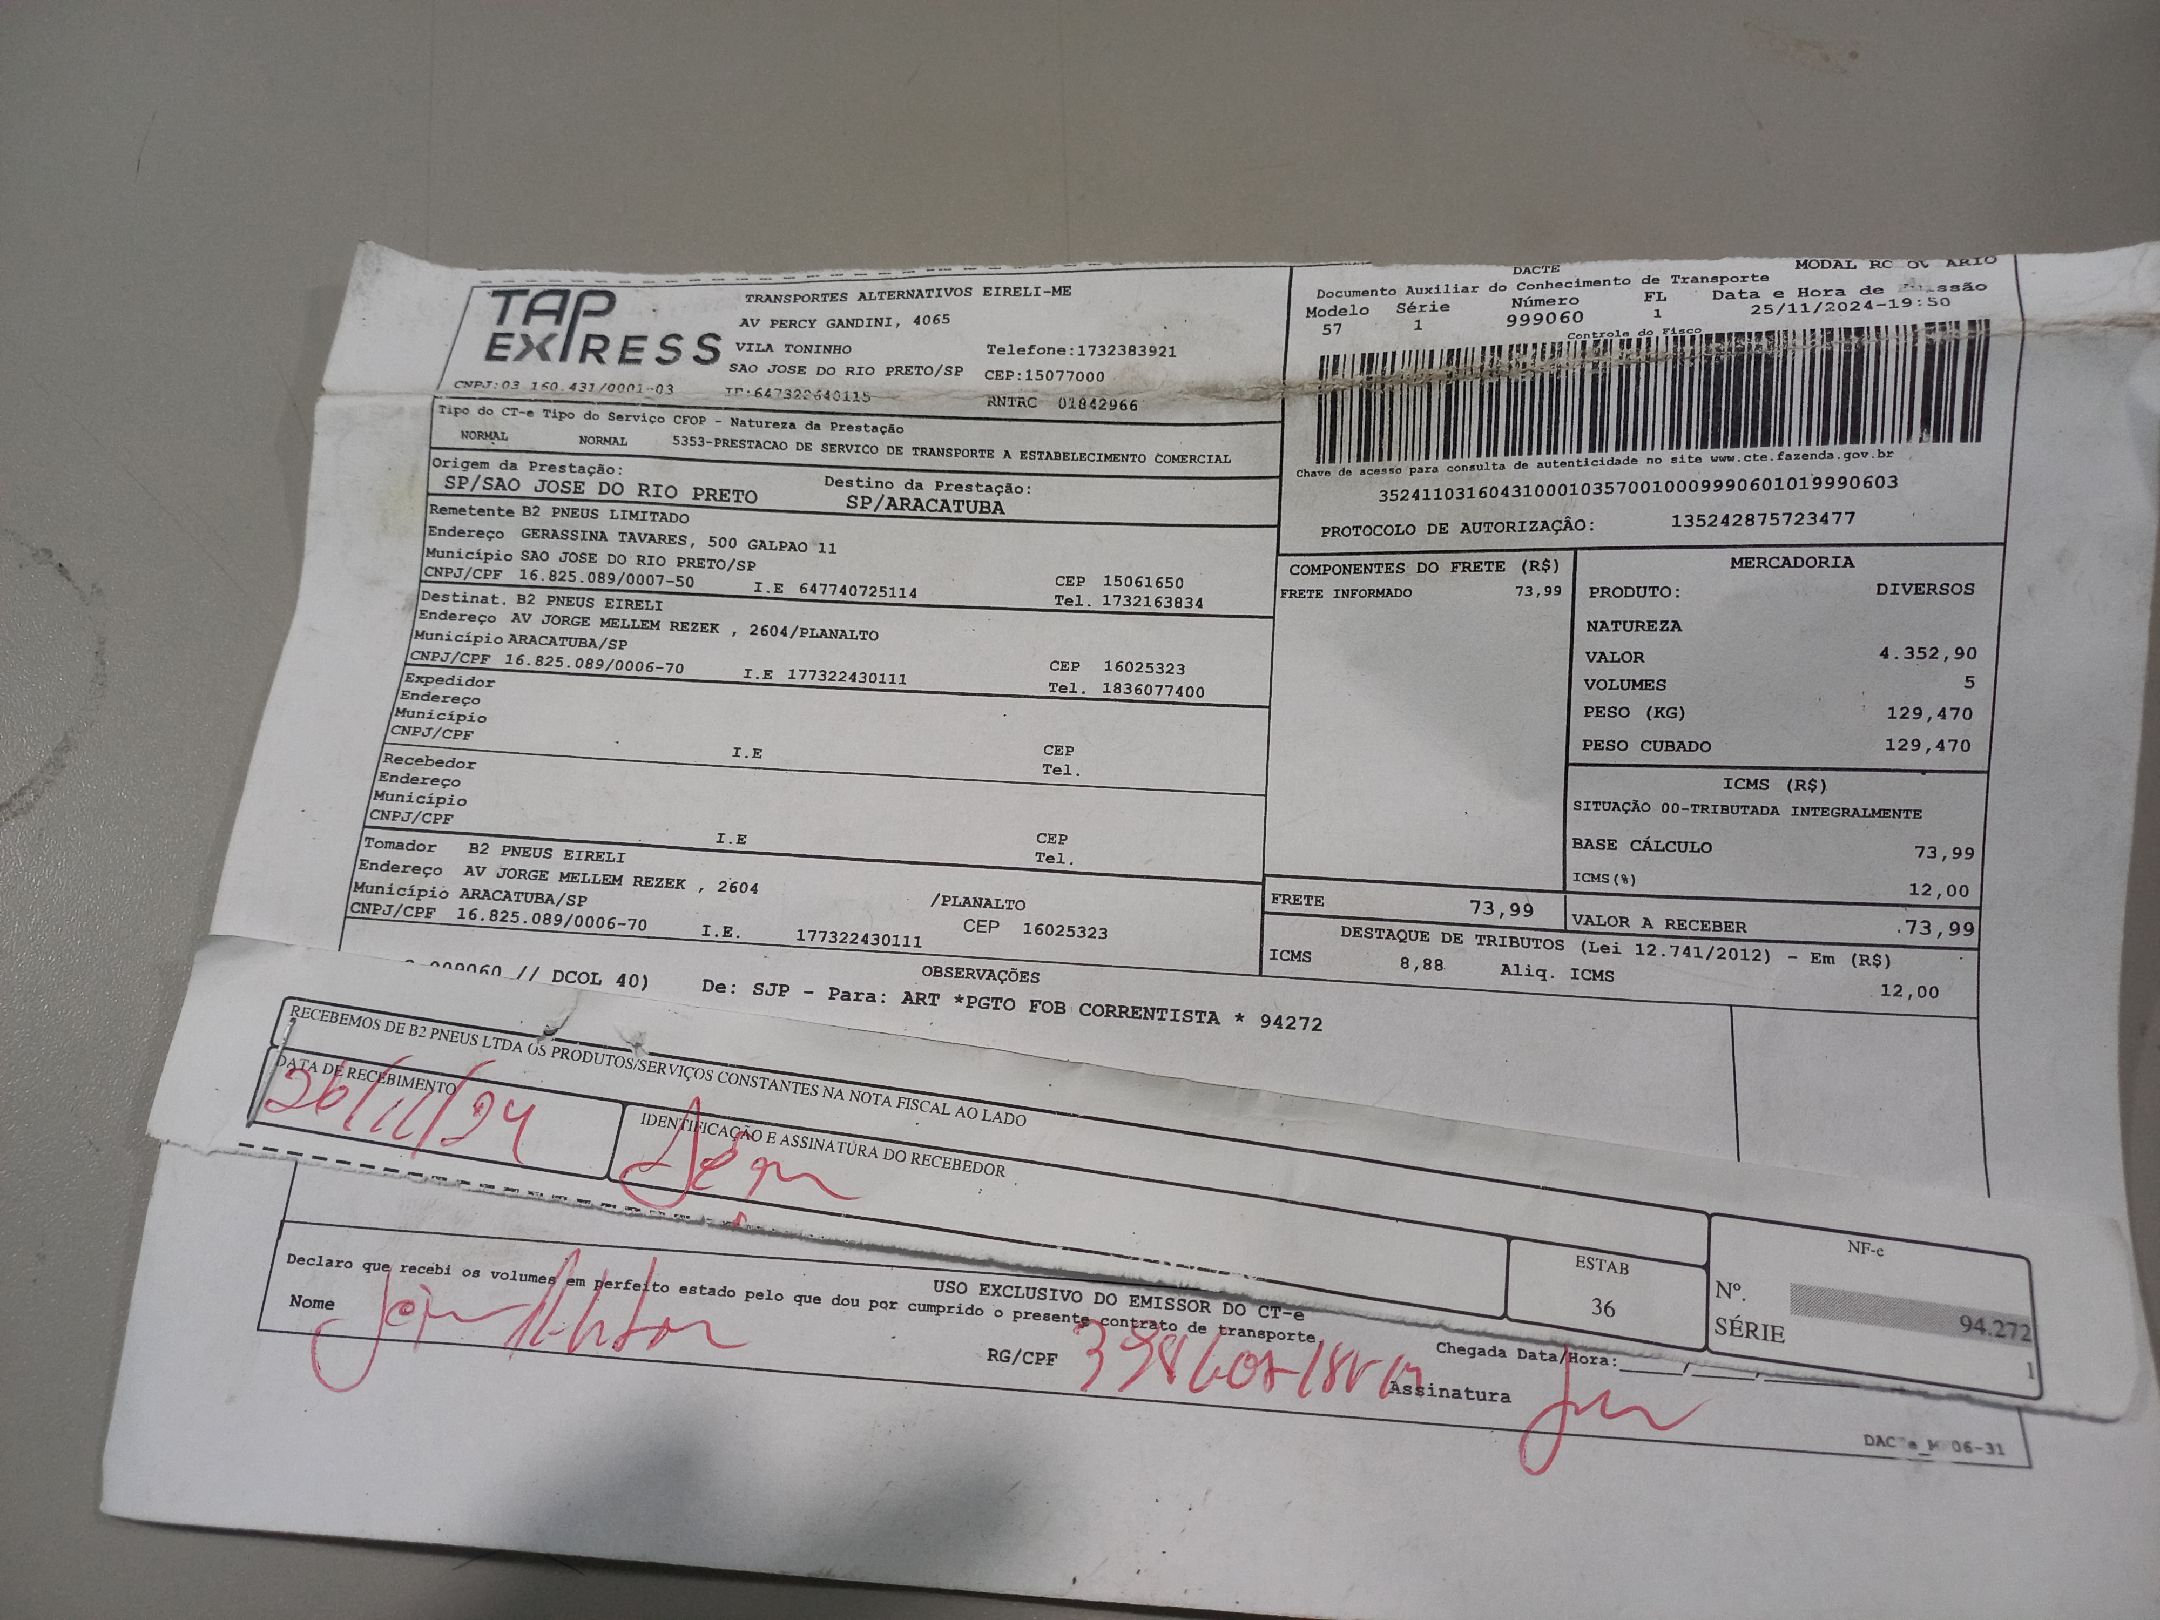 TAP EXPRESS
TRANSPORTES ALTERNATIVOS EIRELI-ME
AV PERCY GANDINI, 4065
VILA TONINHO Telefone:1732383921
SAO JOSE DO RIO PRETO/SP CEP:15077000
CNPJ:03.160.431/0001-03 IE:647322640115 RNTRC 01842966
DACTE MODAL
Documento Auxiliar do Conhecimento de Transporte
Modelo Série Número FL Data e Hora de Emissão
57 1 999060 1 25/11/2024-19:50
Controle do Fisco
Chave de acesso para consulta de autenticidade no site www.cte.fazenda.gov.br
35241103160431000103570010009990601019990603
PROTOCOLO DE AUTORIZAÇÂO: 135242875723477
Tipo do CT-e Tipo do Serviço CFOP - Natureza da Prestação
NORMAL NORMAL 5353-PRESTACAO DE SERVICO DE TRANSPORTE A ESTABELECIMENTO COMERCIAL
Origem da Prestação: Destino da Prestação:
SP/SAO JOSE DO RIO PRETO SP/ARACATUBA
Remetente B2 PNEUS LIMITADO
Endereço GERASSINA TAVARES, 500 GALPAO 11
Município SAO JOSE DO RIO PRETO/SP CEP 15061650
CNPJ/CPF 16.825.089/0007-50 I.E 647740725114 Tel. 1732163834
Destinat. B2 PNEUS EIRELI
Endereço AV JORGE MELLEM REZEK , 2604/PLANALTO
Município ARACATUBA/SP CEP 16025323
CNPJ/CPF 16.825.089/0006-70 I.E 177322430111 Tel. 1836077400
Expedidor
Endereço
Município CEP
CNPJ/CPF I.E Tel.
Recebedor
Endereço
Município CEP
CNPJ/CPF I.E Tel.
Tomador B2 PNEUS EIRELI
Endereço AV JORGE MELLEM REZEK , 2604 /PLANALTO
Município ARACATUBA/SP CEP 16025323
CNPJ/CPF 16.825.089/0006-70 I.E. 177322430111
COMPONENTES DO FRETE (R$)
FRETE INFORMADO 73,99
MERCADORIA
PRODUTO: DIVERSOS
NATUREZA
VALOR 4.352,90
VOLUMES 5
PESO (KG) 129,470
PESO CUBADO 129,470
ICMS (R$)
SITUAÇÃO 00-TRIBUTADA INTEGRALMENTE
BASE CÁLCULO 73,99
ICMS(%) 12,00
FRETE 73,99 VALOR A RECEBER 73,99
DESTAQUE DE TRIBUTOS (Lei 12.741/2012) - Em (R$)
ICMS 8,88 Aliq. ICMS 12,00
OBSERVAÇÕES
999060 // DCOL 40) De: SJP - Para: ART *PGTO FOB CORRENTISTA * 94272
RECEBEMOS DE B2 PNEUS LTDA OS PRODUTOS/SERVIÇOS CONSTANTES NA NOTA FISCAL AO LADO
DATA DE RECEBIMENTO IDENTIFICAÇÃO E ASSINATURA DO RECEBEDOR
26/11/24
ESTAB
36
NF-e
Nº. 94.272
SÉRIE 1
USO EXCLUSIVO DO EMISSOR DO CT-e
Declaro que recebi os volumes em perfeito estado pelo que dou por cumprido o presente contrato de transporte
Nome RG/CPF Chegada Data/Hora:____/____/____
Assinatura